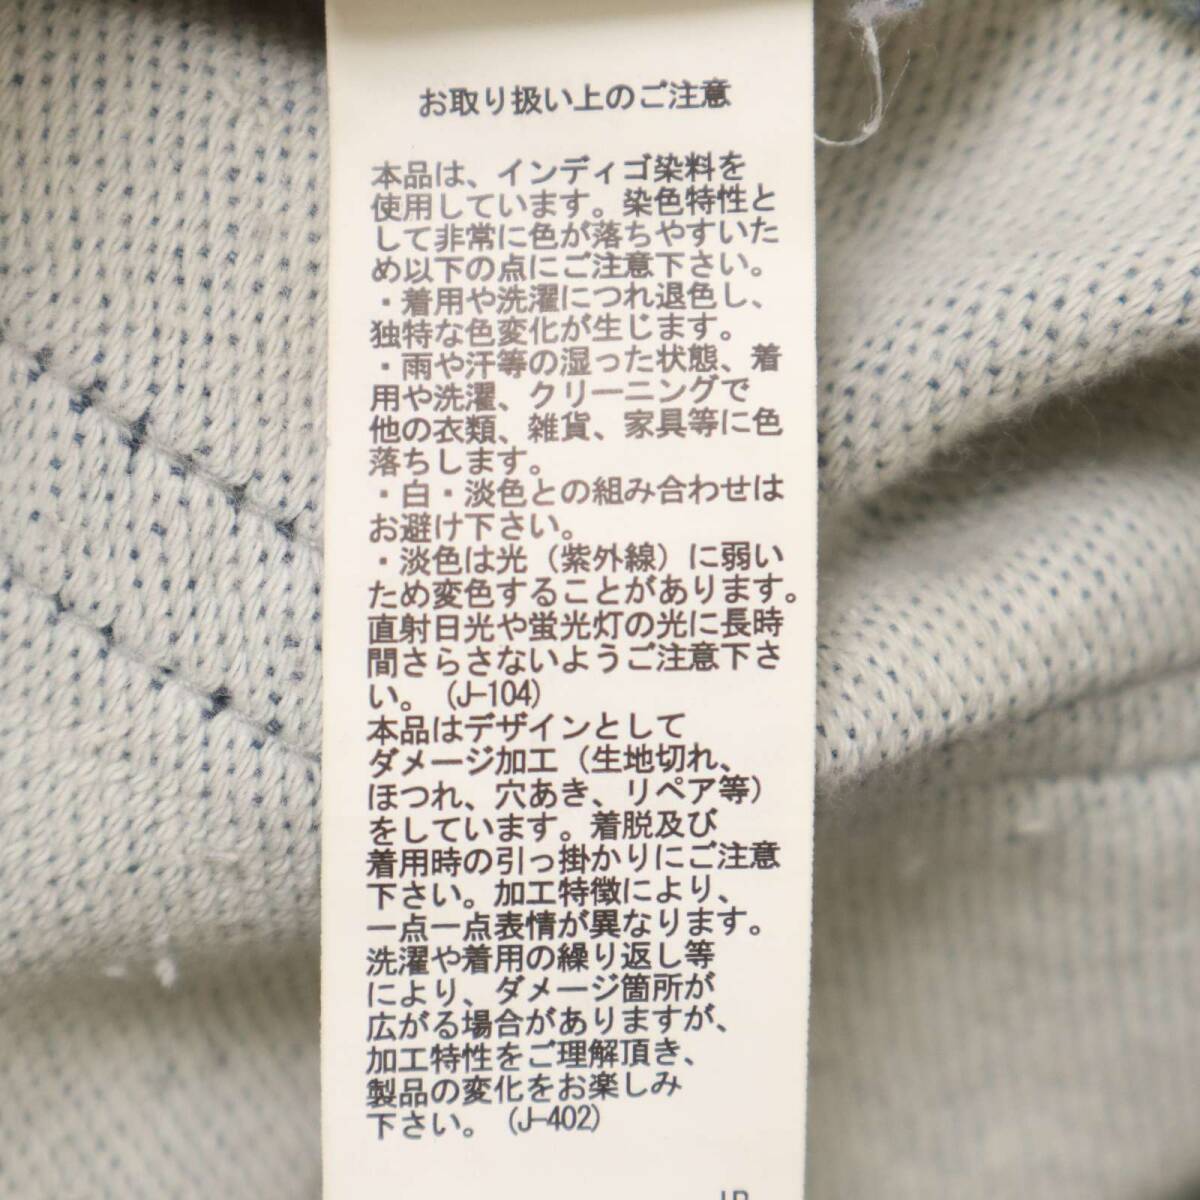 お取り扱い上のご注意
本品は、インディゴ染料を
使用しています。染色特性と
して非常に色が落ちやすいた
め以下の点にご注意下さい。
・着用や洗濯につれ退色し、
独特な色変化が生じます。
・雨や汗等の湿った状態、着
用や洗濯、クリーニングで
他の衣類、雑貨、家具等に色
落ちします。
・白・淡色との組み合わせは
お避け下さい。
・淡色は光（紫外線）に弱い
ため変色することがあります。
直射日光や蛍光灯の光に長時
間さらさないようご注意下さ
い。(J-104)
本品はデザインとして
ダメージ加工（生地切れ、
ほつれ、穴あき、リペア等）
をしています。着脱及び
着用時の引っ掛かりにご注意
下さい。加工特徴により、
一点一点表情が異なります。
洗濯や着用の繰り返し等
により、ダメージ箇所が
広がる場合がありますが、
加工特性をご理解頂き、
製品の変化をお楽しみ
下さい。(J-402)